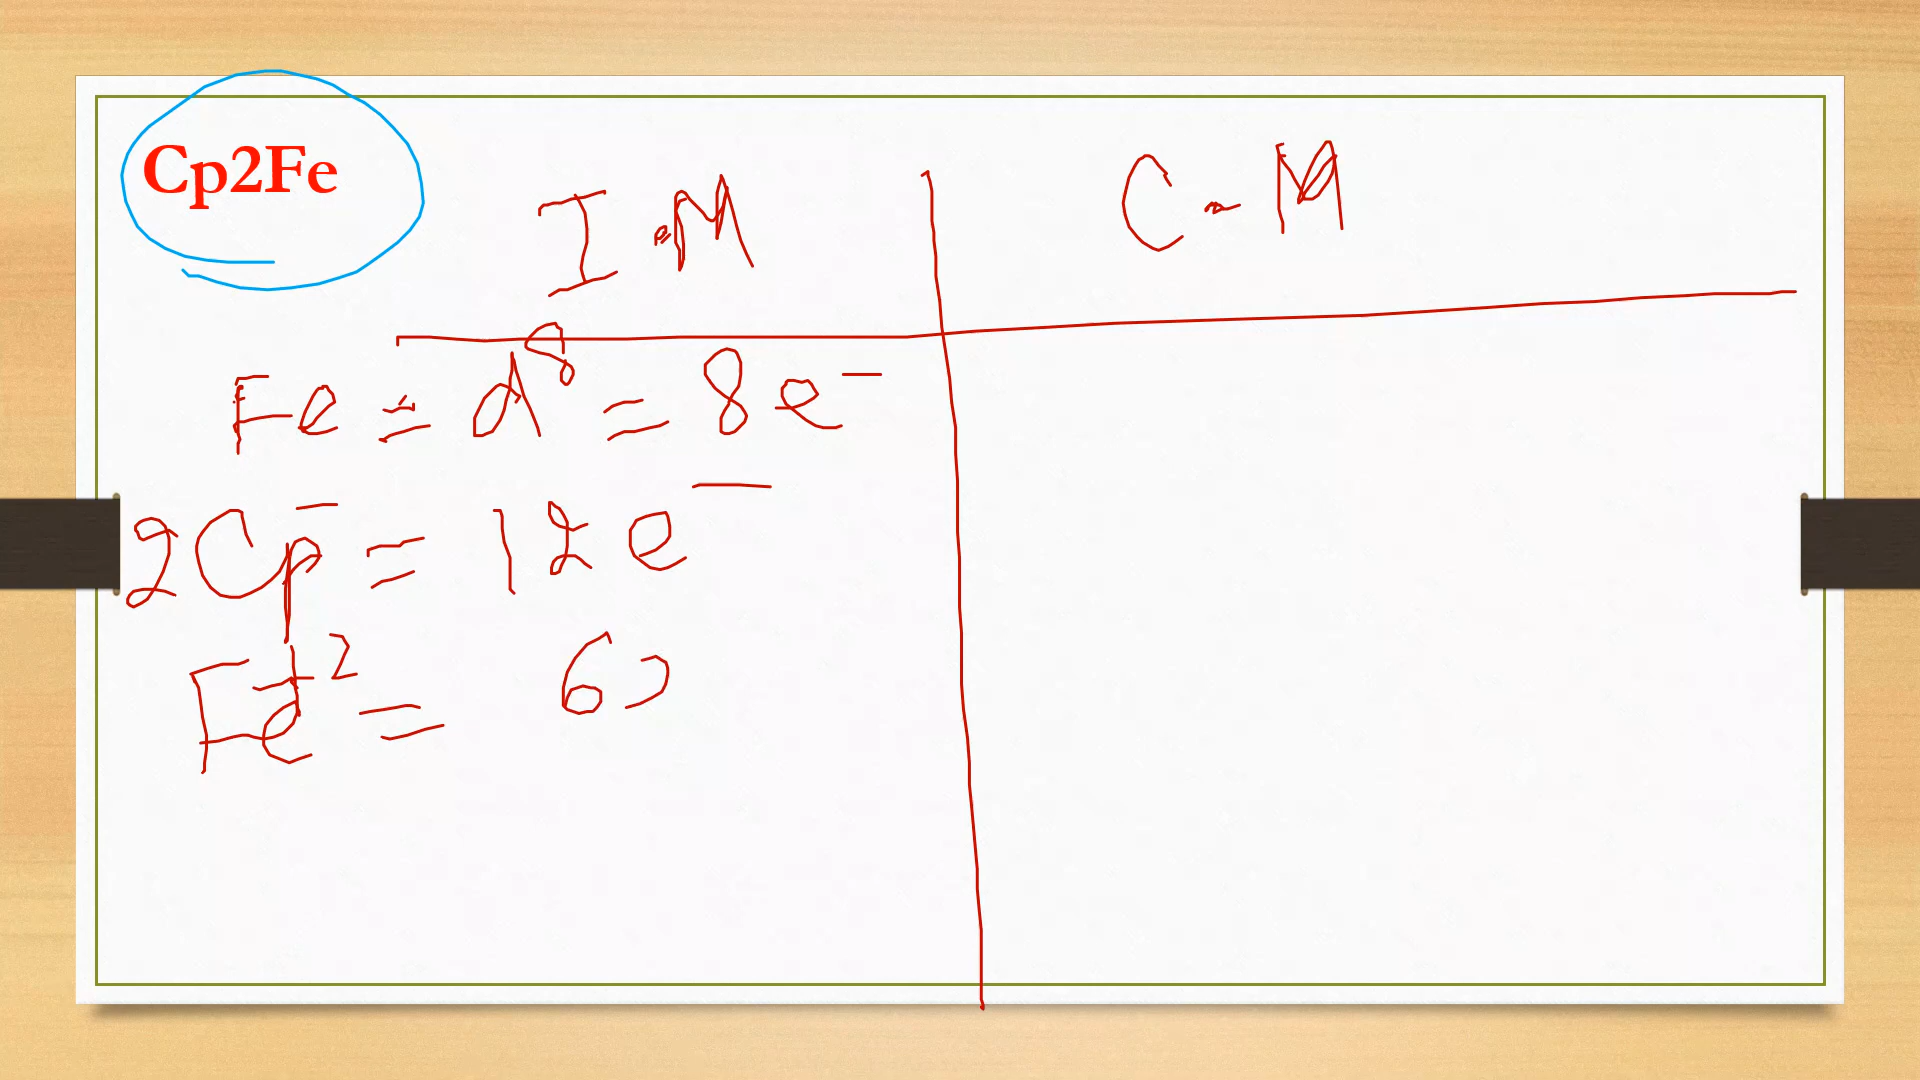 Cp2Fe
I-M
C-M
Fe = d⁸ = 8e⁻
2Cp⁻ = 12e
Fe⁺² = 6